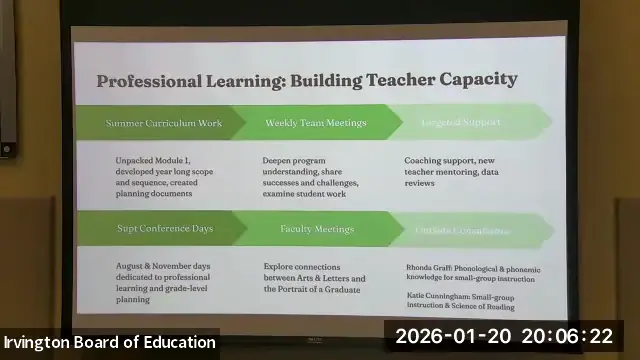 Professional Learning: Building Teacher Capacity
Summer Curriculum Work
Weekly Team Meetings
Targeted Support
Unpacked Module 1,
developed year long scope
and sequence, created
planning documents
Deepen program
understanding, share
successes and challenges,
examine student work
Coaching support, new
teacher mentoring, data
reviews
Supt Conference Days
Faculty Meetings
Outside Consultants
August & November days
dedicated to professional
learning and grade-level
planning
Explore connections
between Arts & Letters and
the Portrait of a Graduate
Rhonda Graff: Phonological & phonemic
knowledge for small-group instruction
Katie Cunningham: Small-group
instruction & Science of Reading
Irvington Board of Education
2026-01-20 20:06:22